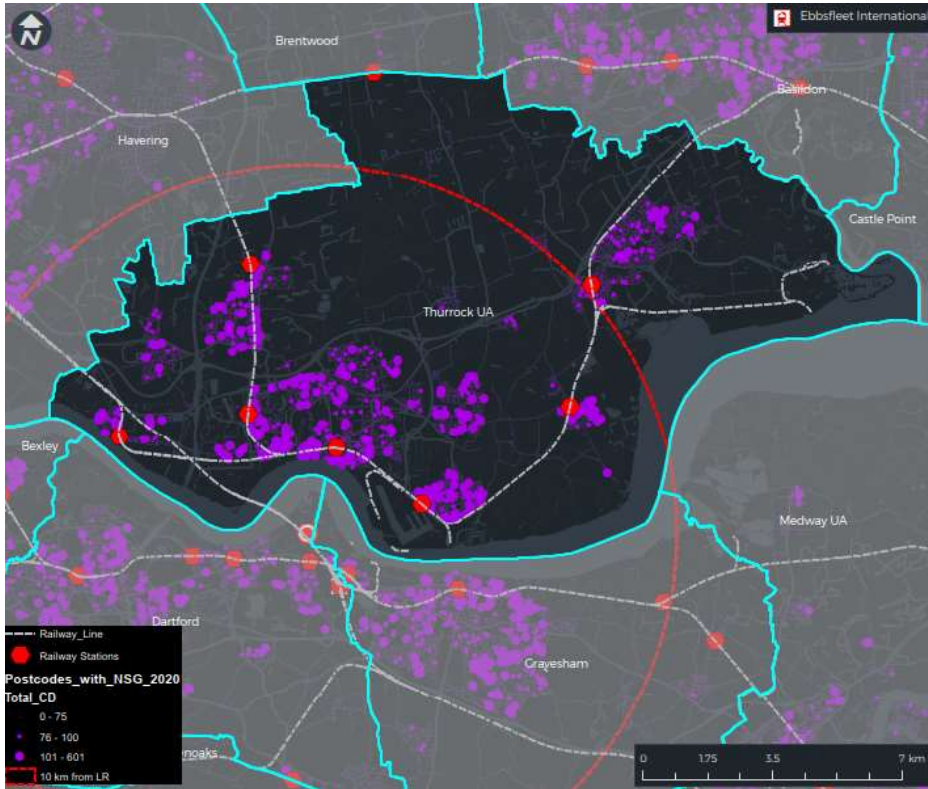 N
Ebbsfleet International
Brentwood
Basildon
Havering
Castle Point
Thurrock UA
Bexley
Medway UA
Dartford
Gravesham
Railway_Line
Railway Stations
Postcodes_with_NSG_2020
Total_CD
0 - 75
76 - 100
101 - 601
10 km from LR
0 1.75 3.5 7 km